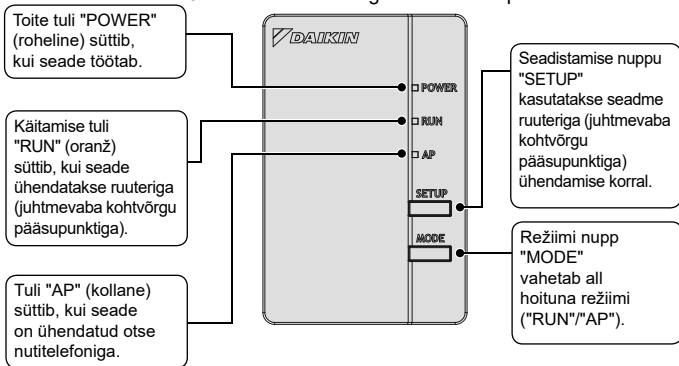 Toite tuli "POWER"
(roheline) süttib,
kui seade töötab.
Käitamise tuli
"RUN" (oranž)
süttib, kui seade
ühendatakse ruuteriga
(juhtmevaba kohtvõrgu
pääsupunktiga).
Tuli "AP" (kollane)
süttib, kui seade
on ühendatud otse
nutitelefoniga.
DAIKIN
POWER
RUN
AP
SETUP
MODE
Seadistamise nuppu
"SETUP"
kasutatakse seadme
ruuteriga (juhtmevaba
kohtvõrgu
pääsupunktiga)
ühendamise korral.
Režiimi nupp
"MODE"
vahetab all
hoituna režiimi
("RUN"/"AP").